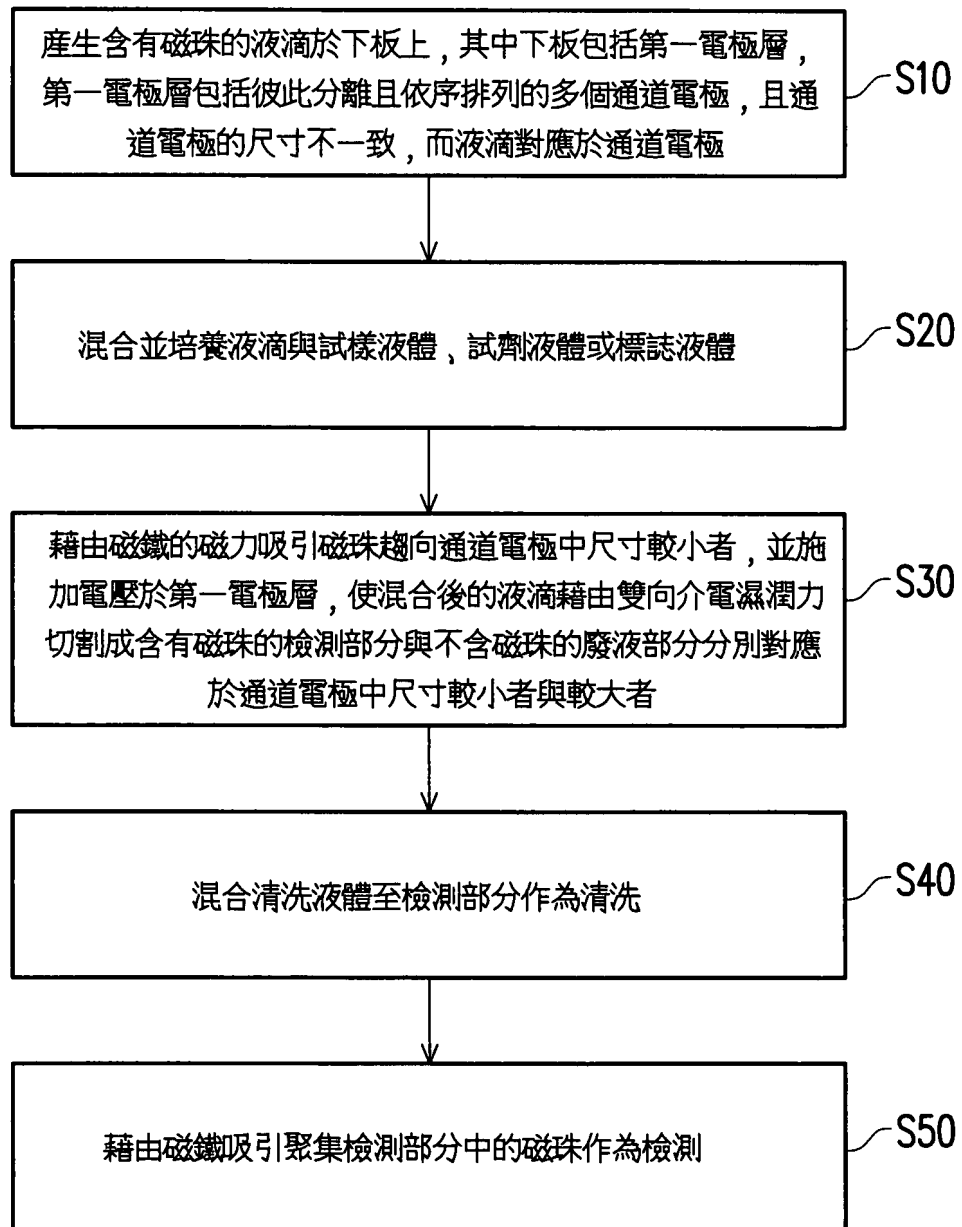 產生含有磁珠的液滴於下板上，其中下板包括第一電極層，
第一電極層包括彼此分離且依序排列的多個通道電極，且通
道電極的尺寸不一致，而液滴對應於通道電極
S10
混合並培養液滴與試樣液體、試劑液體或標誌液體
S20
藉由磁鐵的磁力吸引磁珠趨向通道電極中尺寸較小者，並施
加電壓於第一電極層，使混合後的液滴藉由雙向介電濕潤力
切割成含有磁珠的檢測部分與不含磁珠的廢液部分分別對應
於通道電極中尺寸較小者與較大者
S30
混合清洗液體至檢測部分作為清洗
S40
藉由磁鐵吸引聚集檢測部分中的磁珠作為檢測
S50